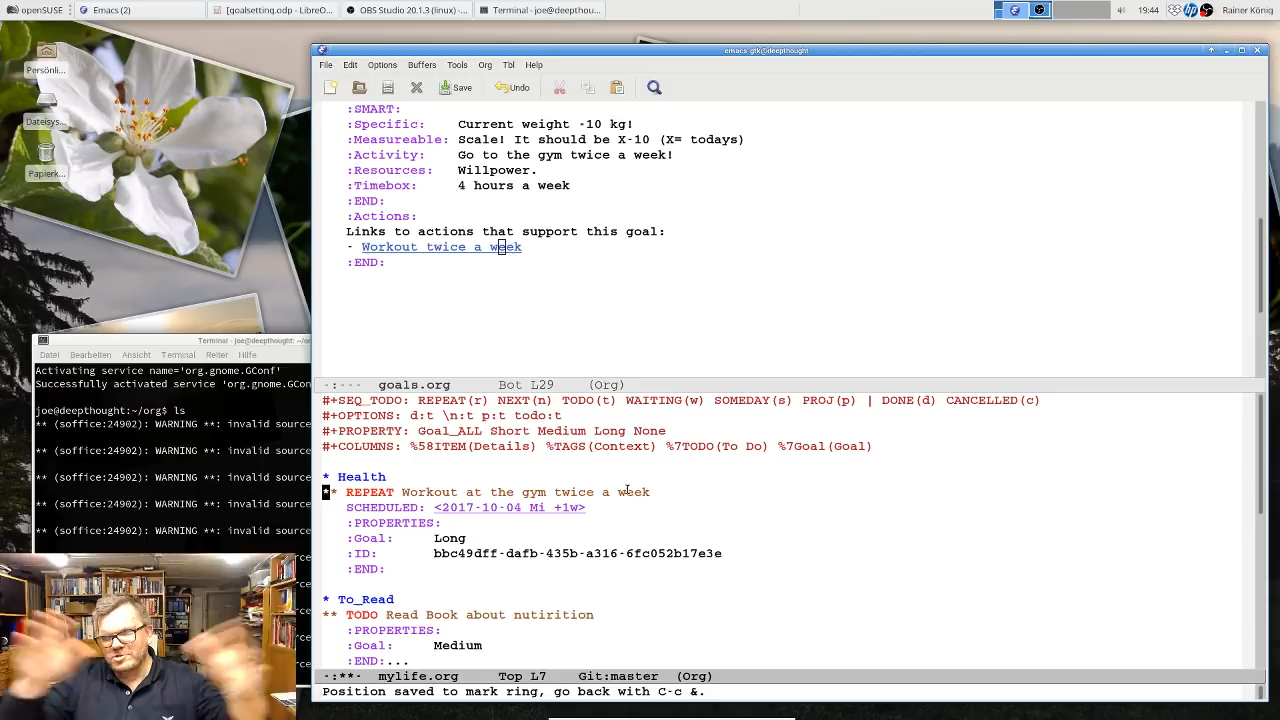 openSUSE
Emacs (2)
[goalsetting.odp - LibreO...
OBS Studio 20.1.3 (linux) -...
Terminal - joe@deepthou...
19:44
Rainer König
Persönli...
Dateisys...
Papierk...
emacs gtk@deepthought
File Edit Options Buffers Tools Org Tbl Help
Save Undo
:SMART:
:Specific: Current weight -10 kg!
:Measureable: Scale! It should be X-10 (X= todays)
:Activity: Go to the gym twice a week!
:Resources: Willpower.
:Timebox: 4 hours a week
:END:
:Actions:
Links to actions that support this goal:
- Workout twice a week
:END:
-:--- goals.org Bot L29 (Org)
#+SEQ_TODO: REPEAT(r) NEXT(n) TODO(t) WAITING(w) SOMEDAY(s) PROJ(p) | DONE(d) CANCELLED(c)
#+OPTIONS: d:t \n:t p:t todo:t
#+PROPERTY: Goal_ALL Short Medium Long None
#+COLUMNS: %58ITEM(Details) %TAGS(Context) %7TODO(To Do) %7Goal(Goal)
* Health
** REPEAT Workout at the gym twice a week
SCHEDULED: <2017-10-04 Mi +1w>
:PROPERTIES:
:Goal: Long
:ID: bbc49dff-dafb-435b-a316-6fc052b17e3e
:END:
* To_Read
** TODO Read Book about nutirition
:PROPERTIES:
:Goal: Medium
:END:...
-:**- mylife.org Top L7 Git:master (Org)
Position saved to mark ring, go back with C-c &.
Terminal - joe@deepthought: ~/o
Datei Bearbeiten Ansicht Terminal Reiter Hilfe
Activating service name='org.gnome.GConf'
Successfully activated service 'org.gnome.GCon
joe@deepthought:~/org$ ls
** (soffice:24902): WARNING **: invalid source
** (soffice:24902): WARNING **: invalid source
** (soffice:24902): WARNING **: invalid source
** (soffice:24902): WARNING **: invalid source
** (soffice:24902): WARNING **: invalid source